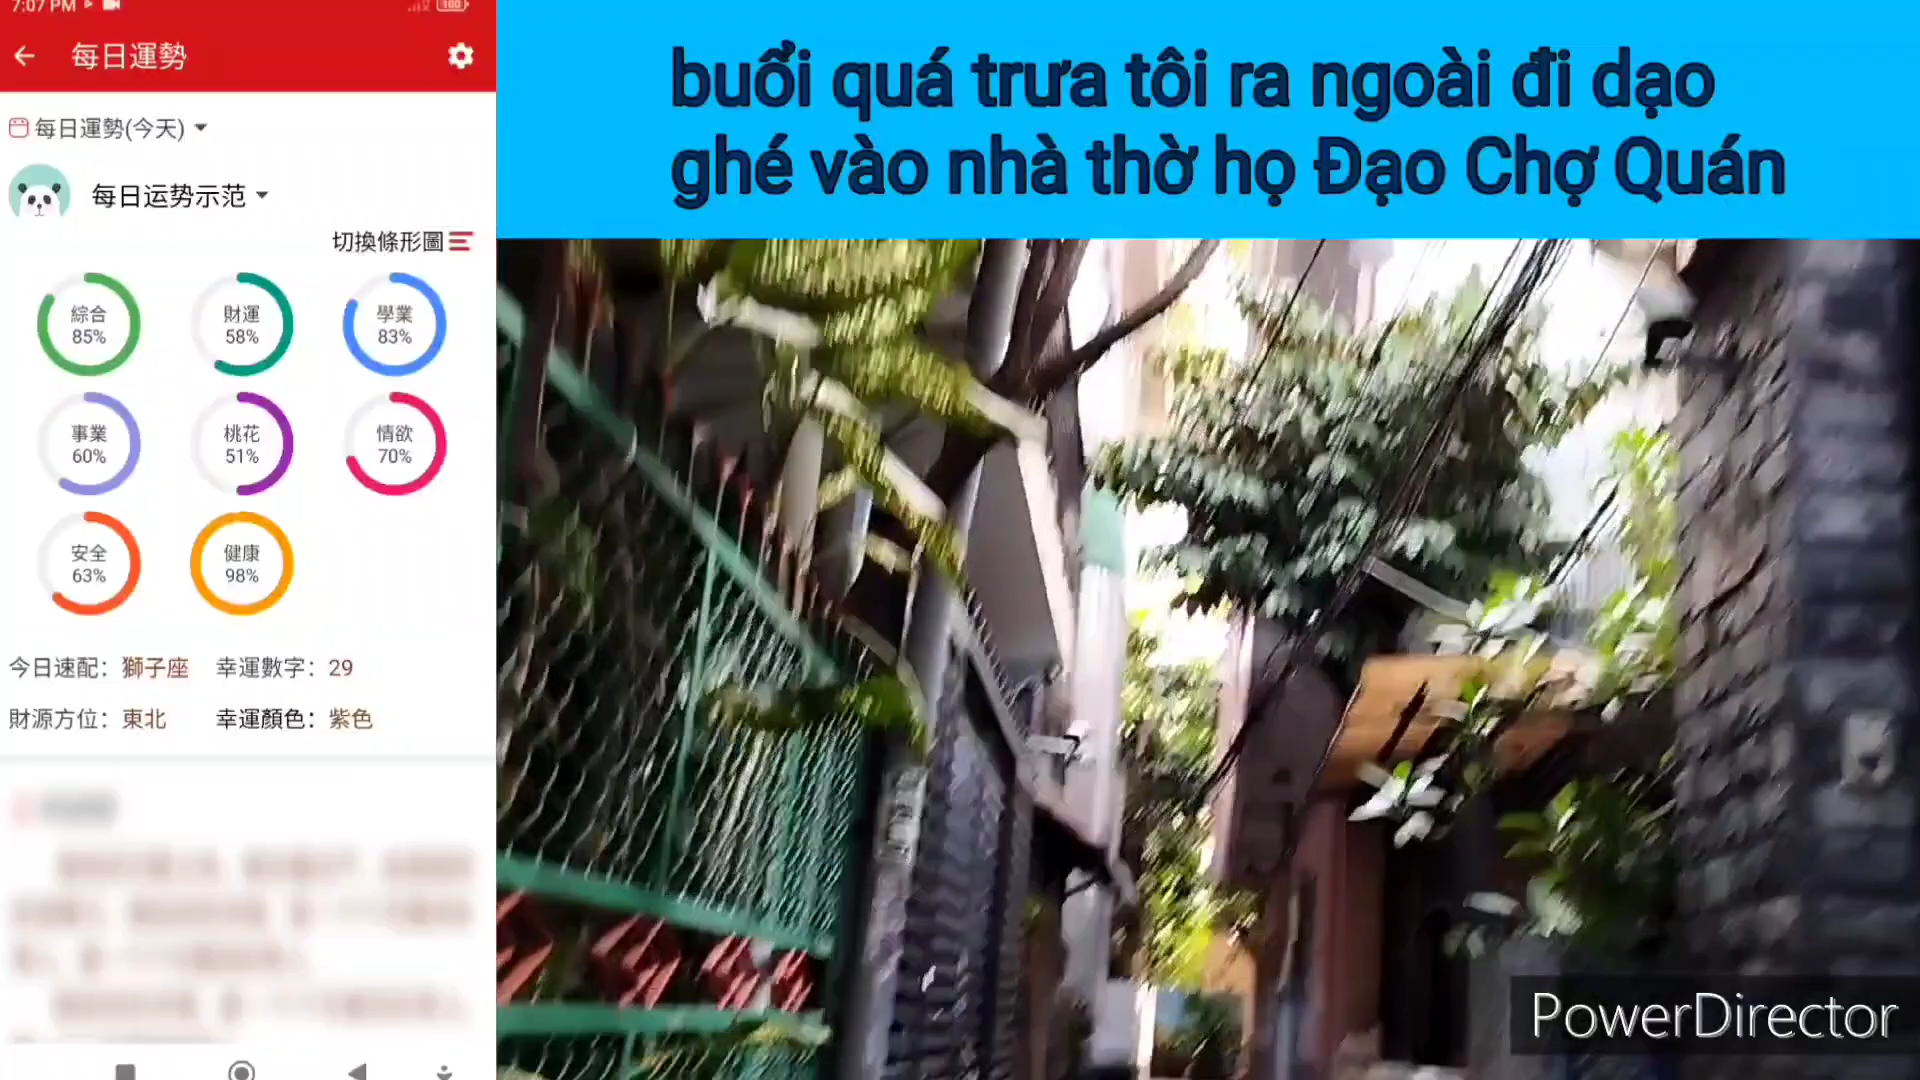 7:07 PM
100
每日運勢
每日運勢(今天)
每日运势示范
切換條形圖
綜合
85%
財運
58%
學業
83%
事業
60%
桃花
51%
情欲
70%
安全
63%
健康
98%
今日速配：獅子座 幸運數字：29
財源方位：東北 幸運顏色：紫色
buổi quá trưa tôi ra ngoài đi dạo
ghé vào nhà thờ họ Đạo Chợ Quán
PowerDirector